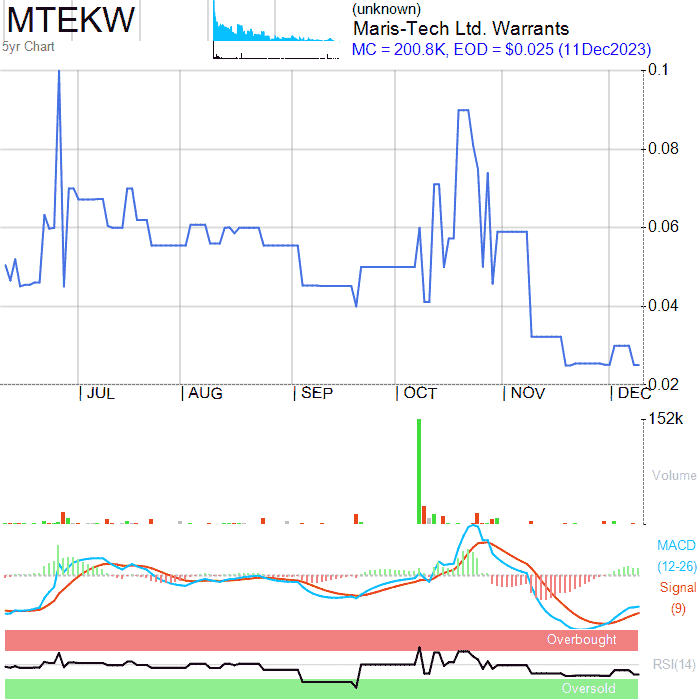 MTEKW
5yr Chart
(unknown)
Maris-Tech Ltd. Warrants
MC = 200.8K, EOD = $0.025 (11Dec2023)
0.1
0.08
0.06
0.04
0.02
JUL AUG SEP OCT NOV DEC
152k
Volume
MACD
(12-26)
Signal
(9)
Overbought
RSI(14)
Oversold